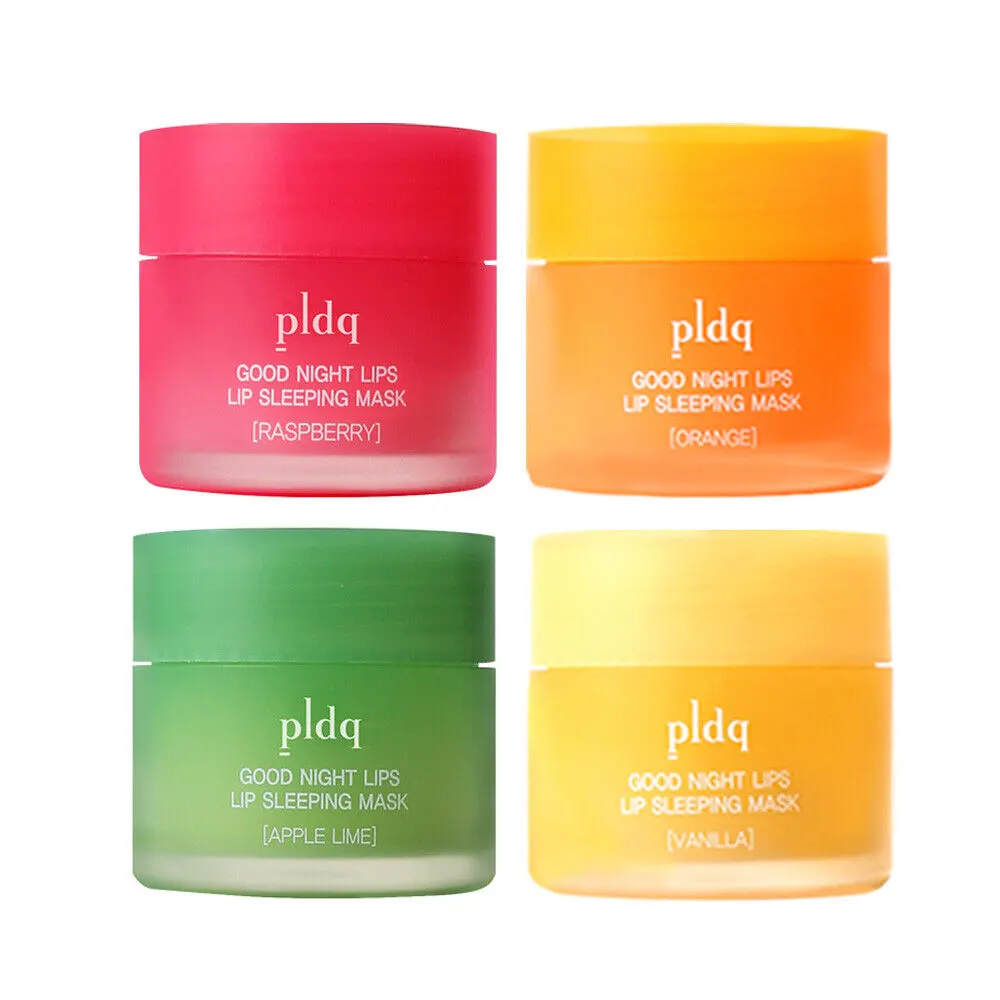 pldq
GOOD NIGHT LIPS
LIP SLEEPING MASK
[RASPBERRY]
pldq
GOOD NIGHT LIPS
LIP SLEEPING MASK
[ORANGE]
pldq
GOOD NIGHT LIPS
LIP SLEEPING MASK
[APPLE LIME]
pldq
GOOD NIGHT LIPS
LIP SLEEPING MASK
[VANILLA]